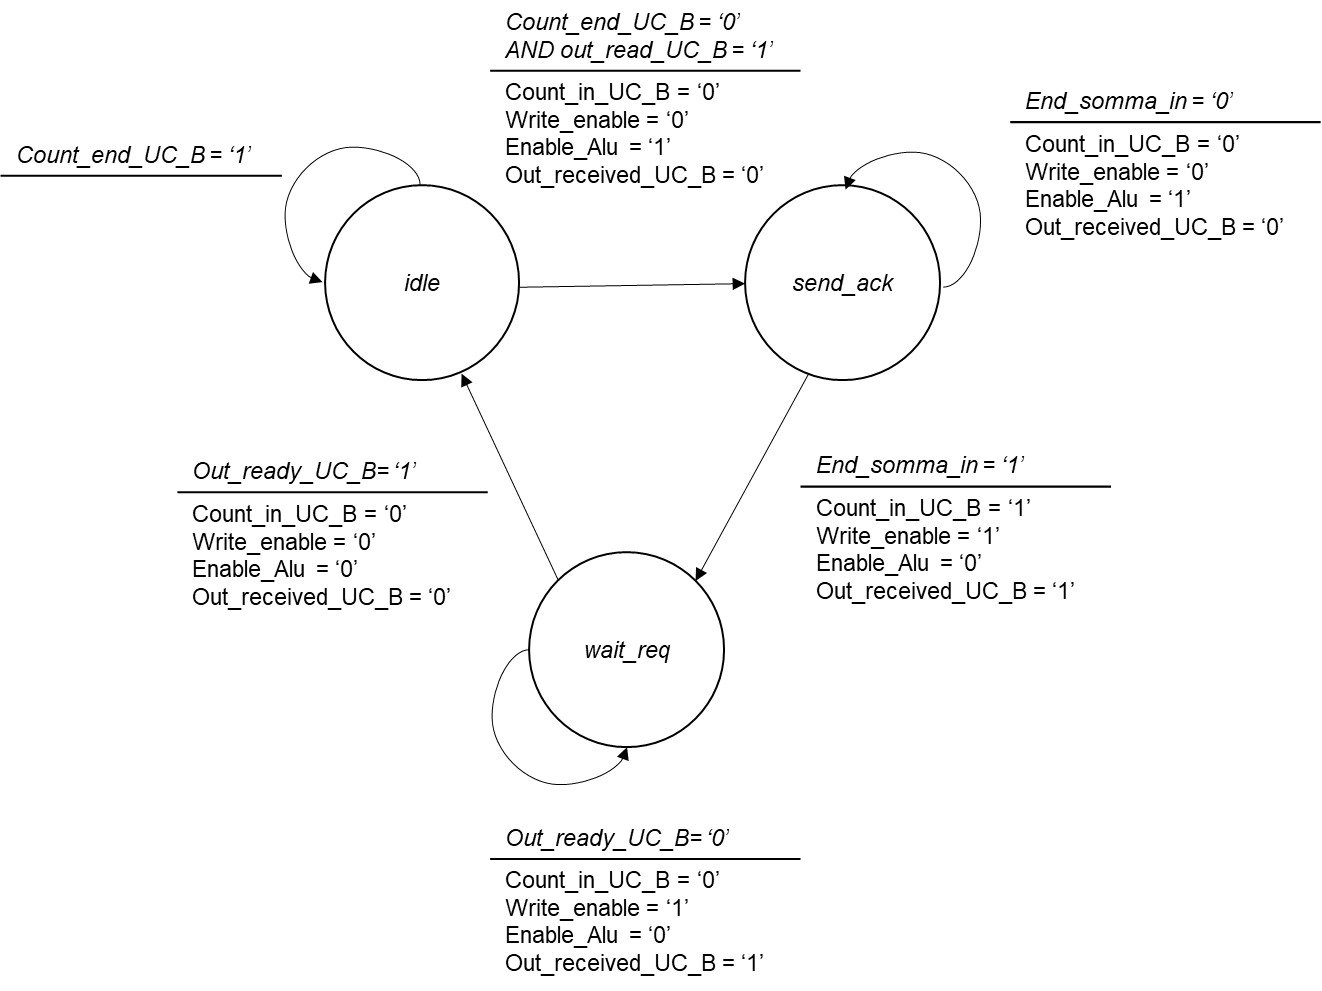 Count_end_UC_B = ‘0’
AND out_read_UC_B = ‘1’
Count_in_UC_B = ‘0’
Write_enable = ‘0’
Enable_Alu = ‘1’
Out_received_UC_B = ‘0’
End_somma_in = ‘0’
Count_in_UC_B = ‘0’
Write_enable = ‘0’
Enable_Alu = ‘1’
Out_received_UC_B = ‘0’
Count_end_UC_B = ‘1’
idle
send_ack
Out_ready_UC_B= ‘1’
Count_in_UC_B = ‘0’
Write_enable = ‘0’
Enable_Alu = ‘0’
Out_received_UC_B = ‘0’
End_somma_in = ‘1’
Count_in_UC_B = ‘1’
Write_enable = ‘1’
Enable_Alu = ‘0’
Out_received_UC_B = ‘1’
wait_req
Out_ready_UC_B= ‘0’
Count_in_UC_B = ‘0’
Write_enable = ‘1’
Enable_Alu = ‘0’
Out_received_UC_B = ‘1’